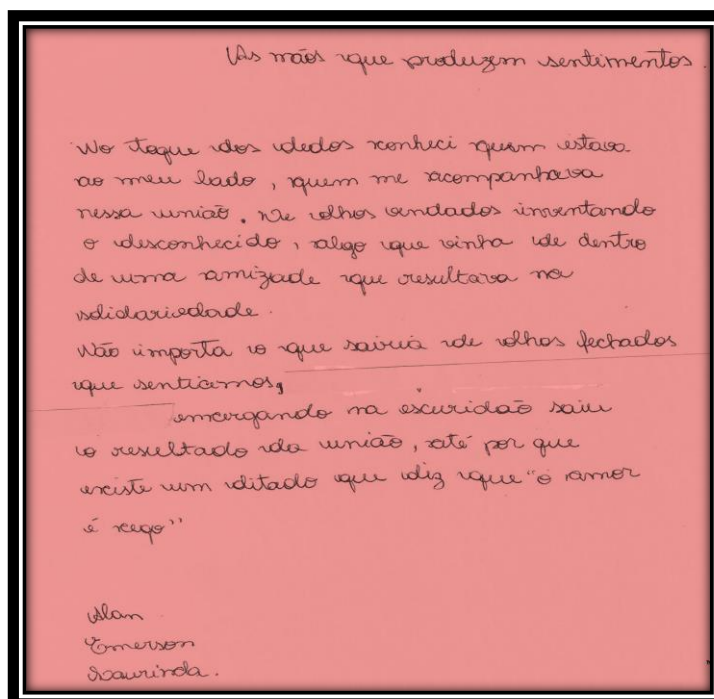 As mãos que produzem sentimentos.
No toque dos dedos conheci quem estava
ao meu lado, quem me acompanhava
nessa união. De olhos vendados inventando
o desconhecido, algo que vinha de dentro
de uma amizade que resultava na
solidariedade.
Não importa o que sairia de olhos fechados
que sentíamos,
enxergando na escuridão saiu
o resultado da união, até por que
existe um ditado que diz que "o amor
é cego"
Alan
Emerson
Laurinda.